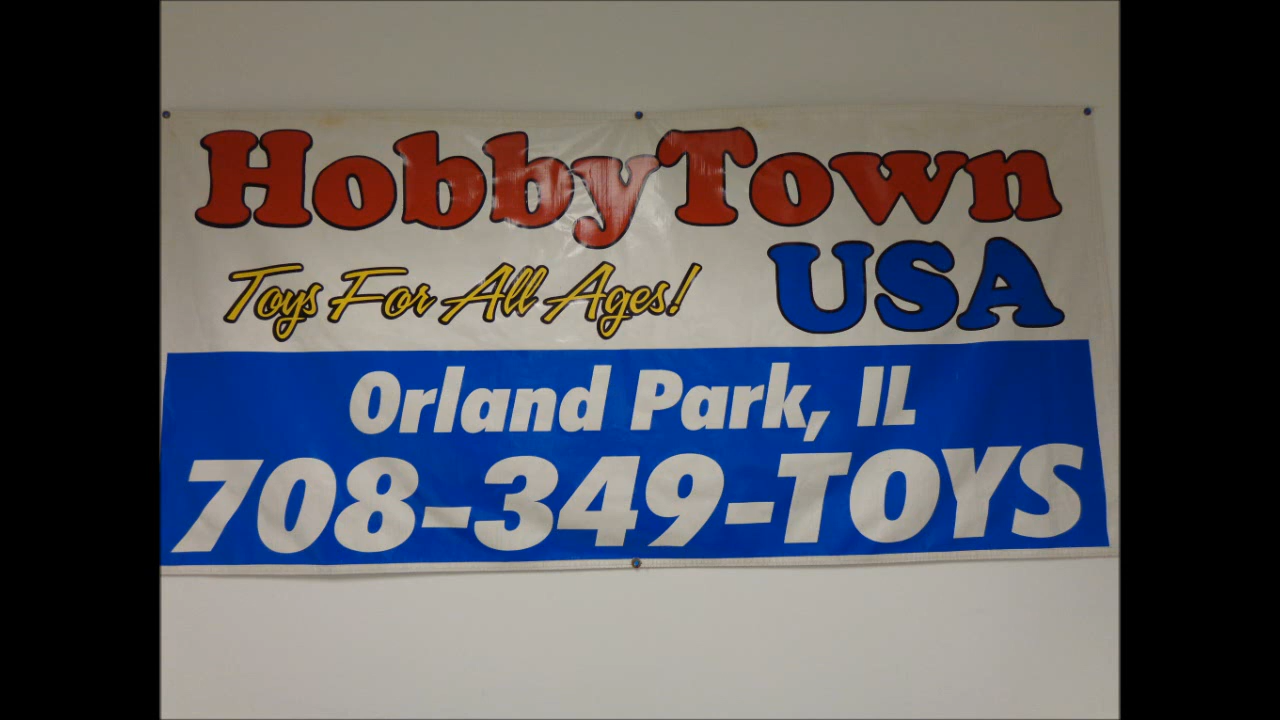 HobbyTown
Toys For All Ages!
USA
Orland Park, IL
708-349-TOYS